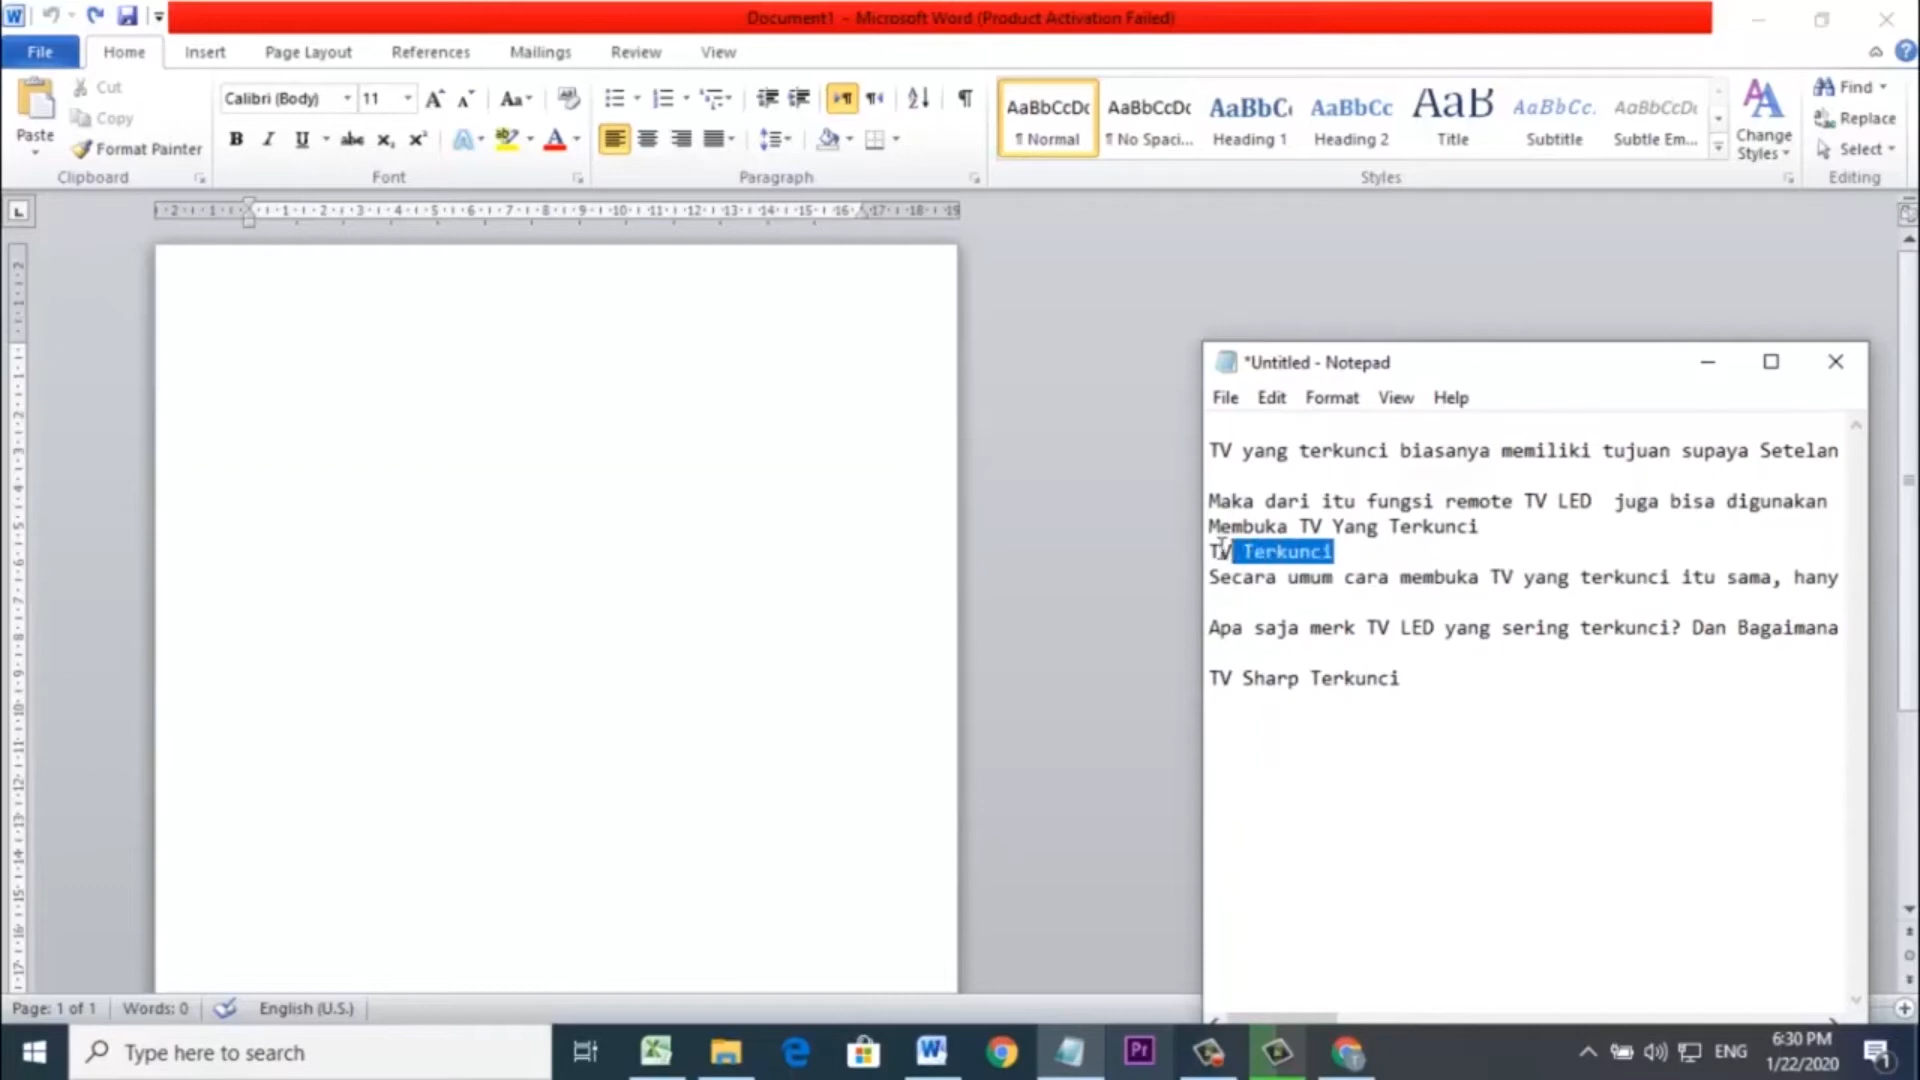 Document1 - Microsoft Word (Product Activation Failed)
File Home Insert Page Layout References Mailings Review View
Paste
Cut
Copy
Format Painter
Clipboard
Calibri (Body) 11
Font
Paragraph
AaBbCcDc AaBbCcDc AaBbC AaBbCc AaB AaBbCc. AaBbCcDc
¶ Normal ¶ No Spaci... Heading 1 Heading 2 Title Subtitle Subtle Em...
Change Styles
Styles
Find
Replace
Select
Editing
*Untitled - Notepad
File Edit Format View Help
TV yang terkunci biasanya memiliki tujuan supaya Setelan
Maka dari itu fungsi remote TV LED  juga bisa digunakan
Membuka TV Yang Terkunci
TV Terkunci
Secara umum cara membuka TV yang terkunci itu sama, hany
Apa saja merk TV LED yang sering terkunci? Dan Bagaimana
TV Sharp Terkunci
Page: 1 of 1 Words: 0 English (U.S.)
Type here to search
ENG
6:30 PM
1/22/2020